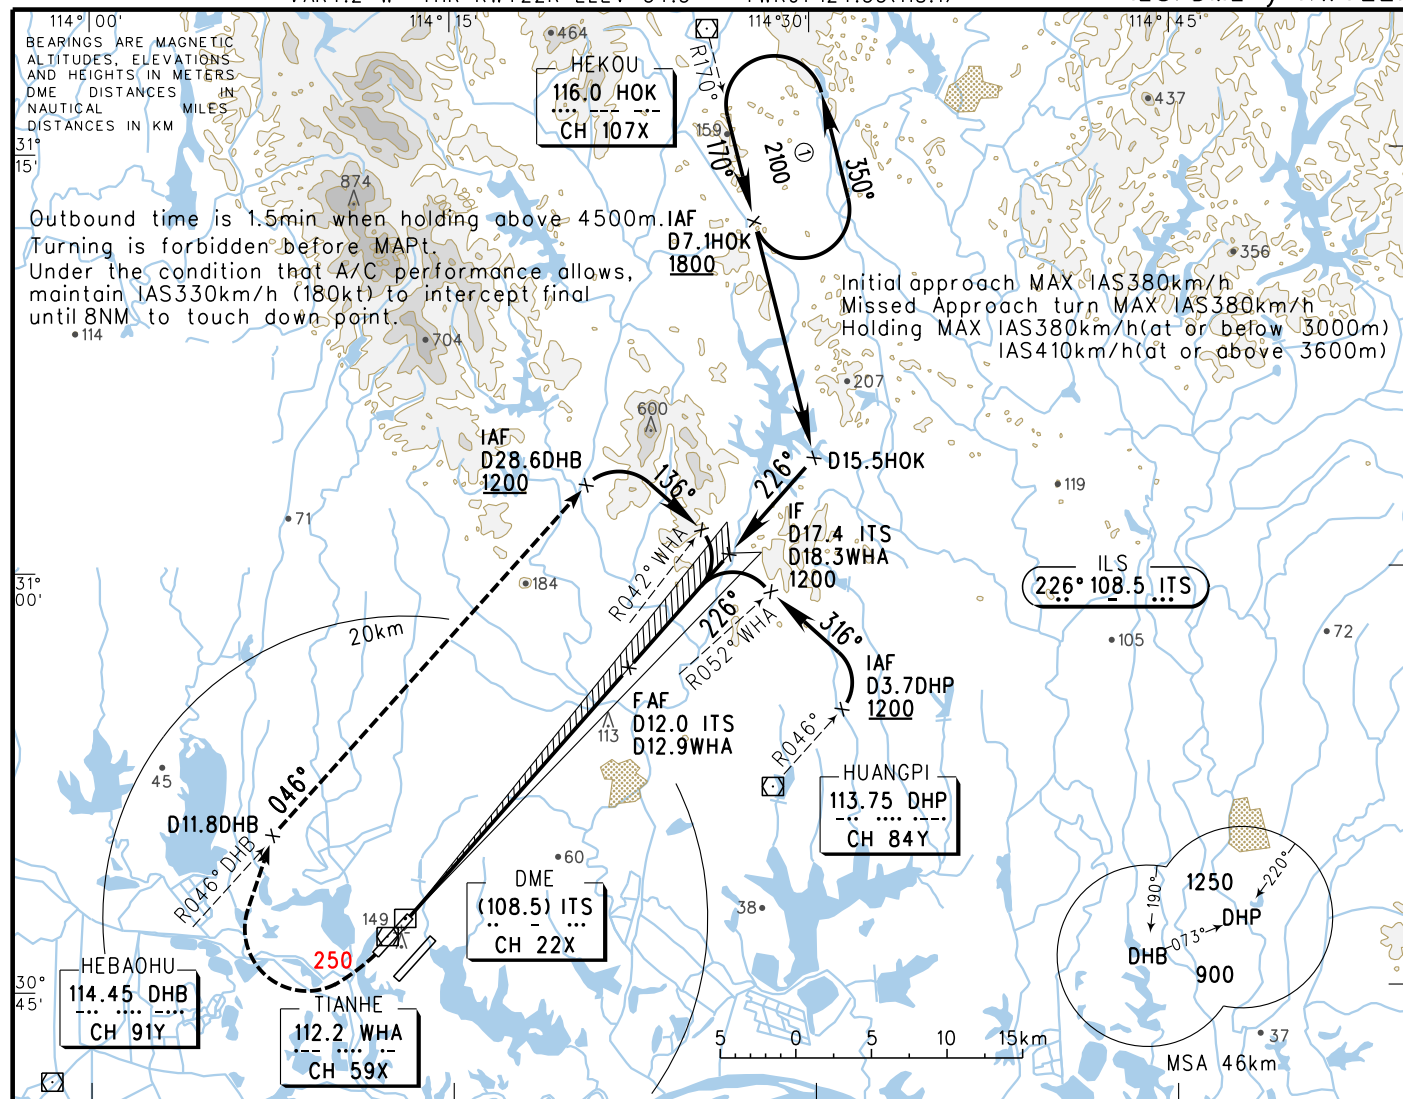 114° 00'
114° 15'
114° 30'
114° 45'
BEARINGS ARE MAGNETIC
ALTITUDES, ELEVATIONS
AND HEIGHTS IN METERS
DME DISTANCES IN
NAUTICAL MILES
DISTANCES IN KM
31°
15'
464
HEKOU
116.0 HOK
CH 107X
R170°
159
170°
2100
1
350°
437
874
Outbound time is 1.5min when holding above 4500m.
Turning is forbidden before MAPt.
Under the condition that A/C performance allows,
maintain IAS330km/h (180kt) to intercept final
until 8NM to touch down point.
IAF
D7.1HOK
1800
356
Initial approach MAX IAS380km/h
Missed Approach turn MAX IAS380km/h
Holding MAX IAS380km/h(at or below 3000m)
IAS410km/h(at or above 3600m)
114
704
207
600
IAF
D28.6DHB
1200
136°
D15.5HOK
226°
119
71
IF
D17.4 ITS
D18.3WHA
1200
R042° WHA
31°
00'
184
ILS
226° 108.5 ITS
226°
R052° WHA
316°
20km
105
72
IAF
D3.7DHP
1200
FAF
D12.0 ITS
D12.9WHA
113
R046°
45
046°
HUANGPI
113.75 DHP
CH 84Y
D11.8DHB
R046° DHB
60
DME
(108.5) ITS
CH 22X
38
149
250
1250
220°
190°
DHP
073°
DHB
900
30°
45'
HEBAOHU
114.45 DHB
CH 91Y
TIANHE
112.2 WHA
CH 59X
5 0 5 10 15km
37
MSA 46km